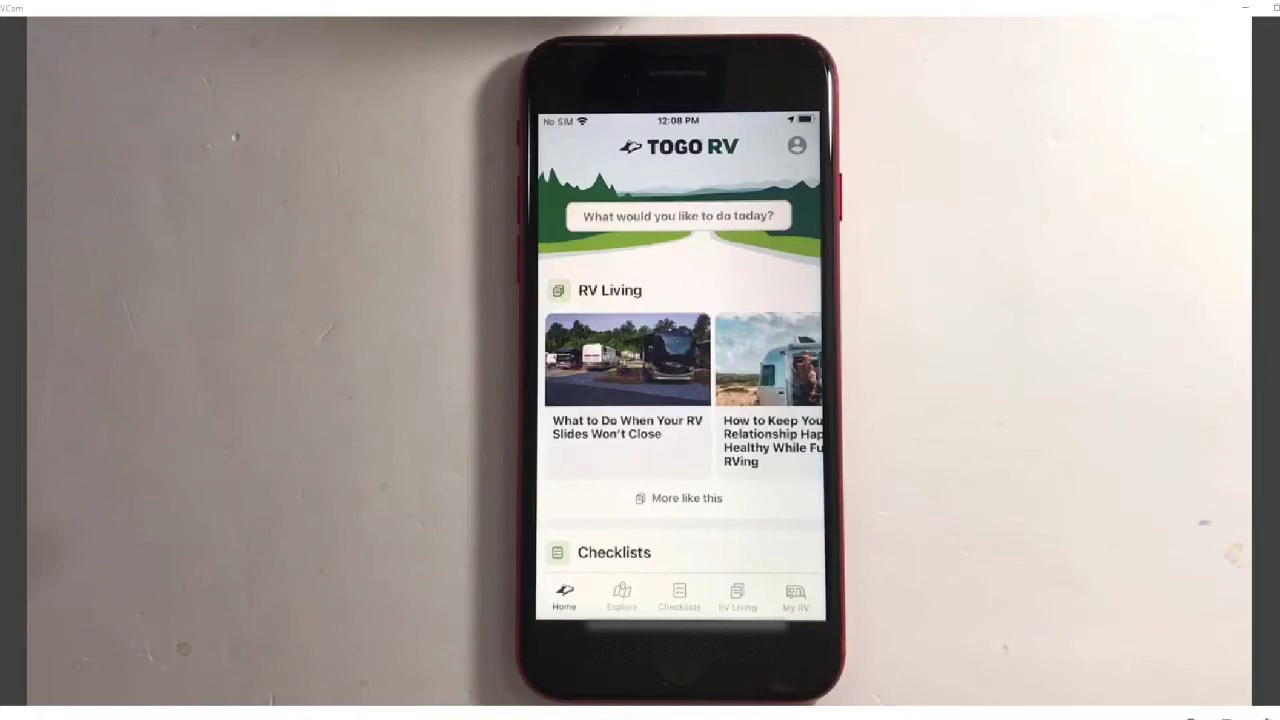 VCam
No SIM
12:08 PM
TOGO RV
What would you like to do today?
RV Living
What to Do When Your RV
Slides Won't Close
How to Keep You
Relationship Hap
Healthy While Fu
RVing
More like this
Checklists
Home
Explore
Checklists
RV Living
My RV